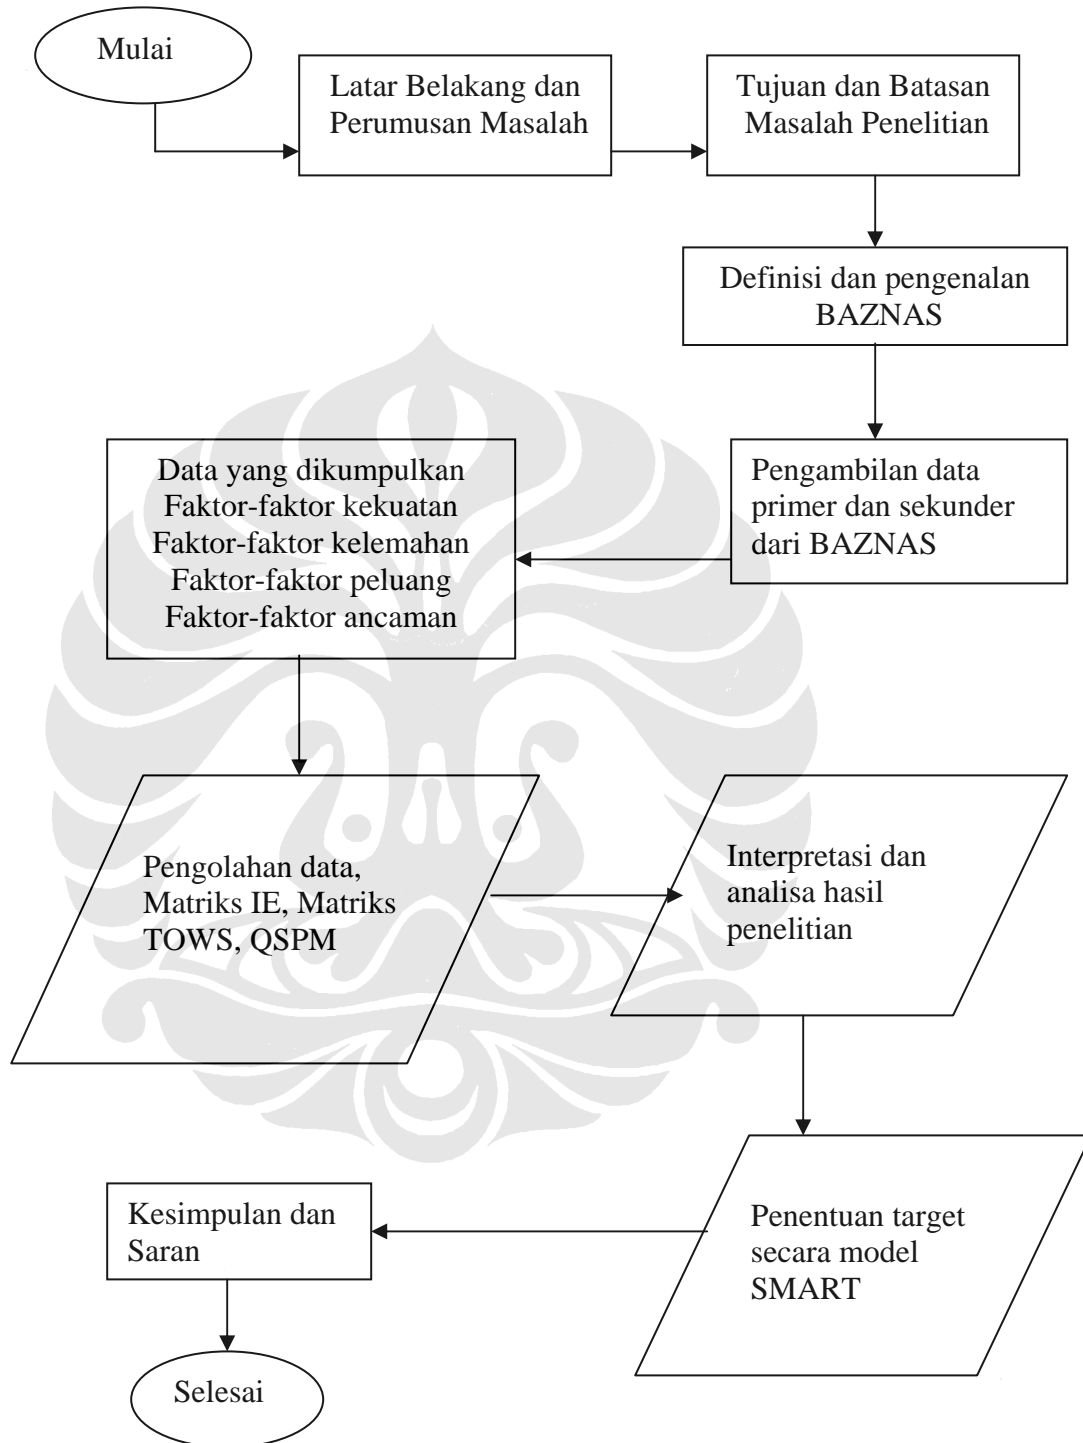 Mulai
Latar Belakang dan
Perumusan Masalah
Tujuan dan Batasan
Masalah Penelitian
Definisi dan pengenalan
BAZNAS
Pengambilan data
primer dan sekunder
dari BAZNAS
Data yang dikumpulkan
Faktor-faktor kekuatan
Faktor-faktor kelemahan
Faktor-faktor peluang
Faktor-faktor ancaman
Pengolahan data,
Matriks IE, Matriks
TOWS, QSPM
Interpretasi dan
analisa hasil
penelitian
Penentuan target
secara model
SMART
Kesimpulan dan
Saran
Selesai